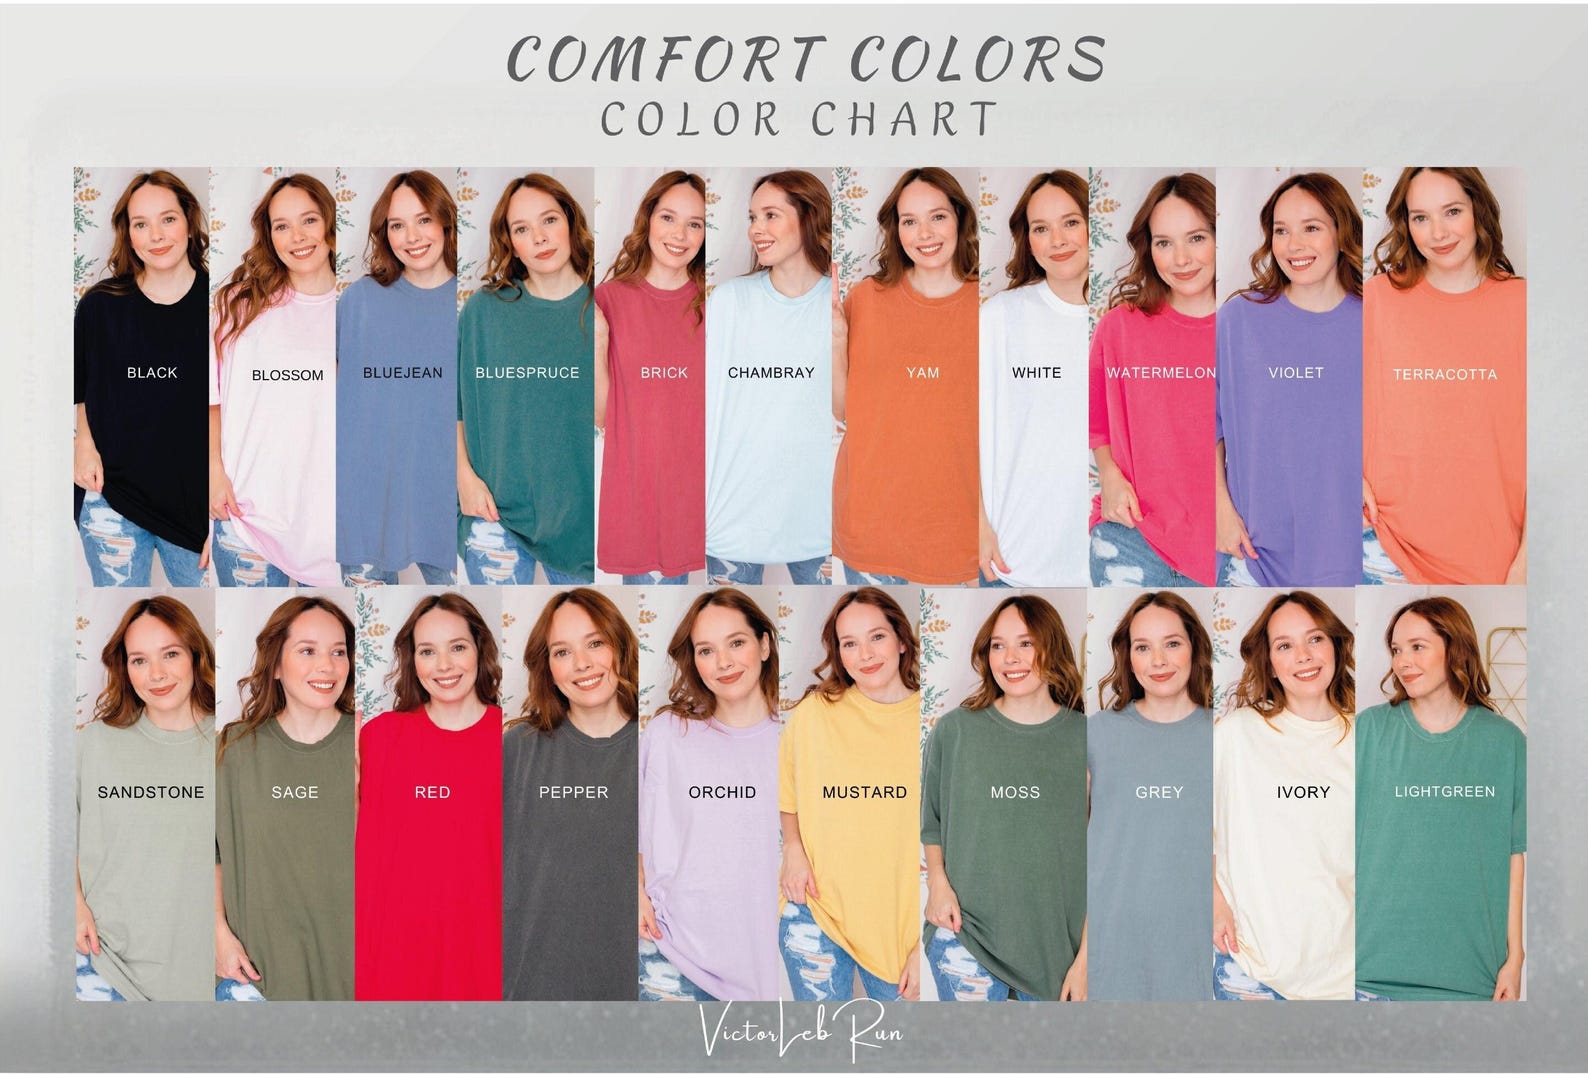 COMFORT COLORS
COLOR CHART
BLACK
BLOSSOM
BLUEJEAN
BLUESPRUCE
BRICK
CHAMBRAY
YAM
WHITE
WATERMELON
VIOLET
TERRACOTTA
SANDSTONE
SAGE
RED
PEPPER
ORCHID
MUSTARD
MOSS
GREY
IVORY
LIGHTGREEN
VictorLeb Run